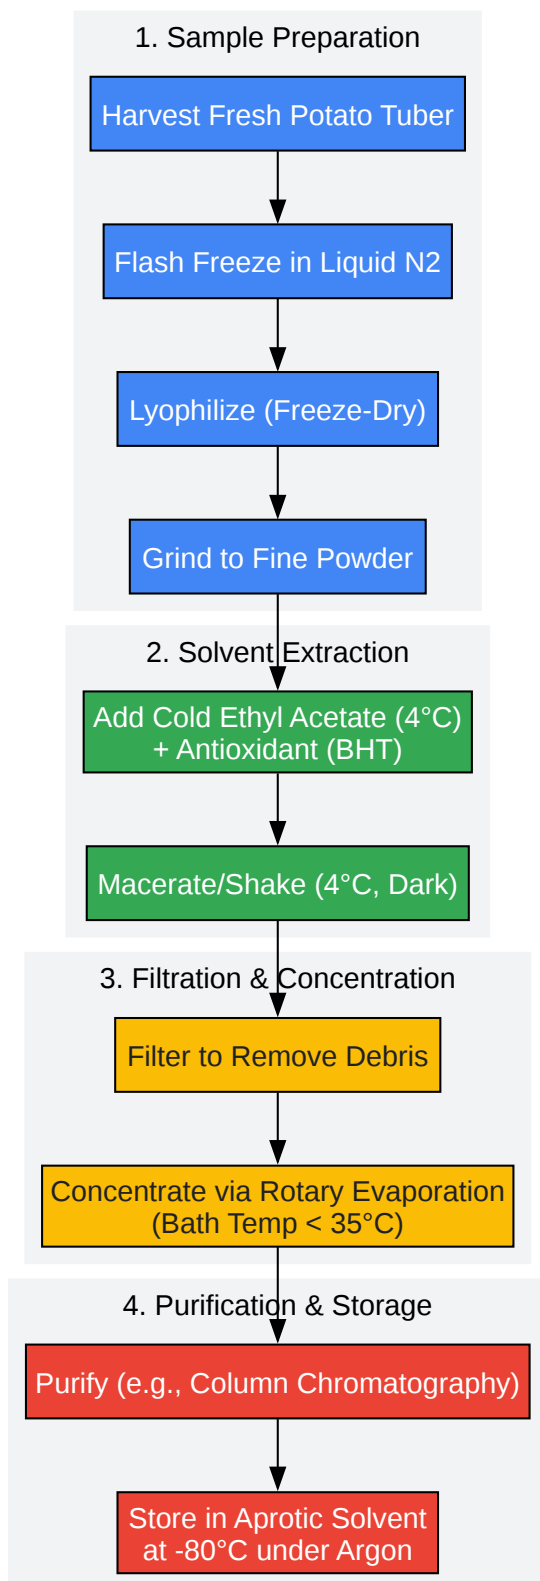 1. Sample Preparation
Harvest Fresh Potato Tuber
Flash Freeze in Liquid N2
Lyophilize (Freeze-Dry)
Grind to Fine Powder
2. Solvent Extraction
Add Cold Ethyl Acetate (4°C)
+ Antioxidant (BHT)
Macerate/Shake (4°C, Dark)
3. Filtration & Concentration
Filter to Remove Debris
Concentrate via Rotary Evaporation
(Bath Temp < 35°C)
4. Purification & Storage
Purify (e.g., Column Chromatography)
Store in Aprotic Solvent
at -80°C under Argon